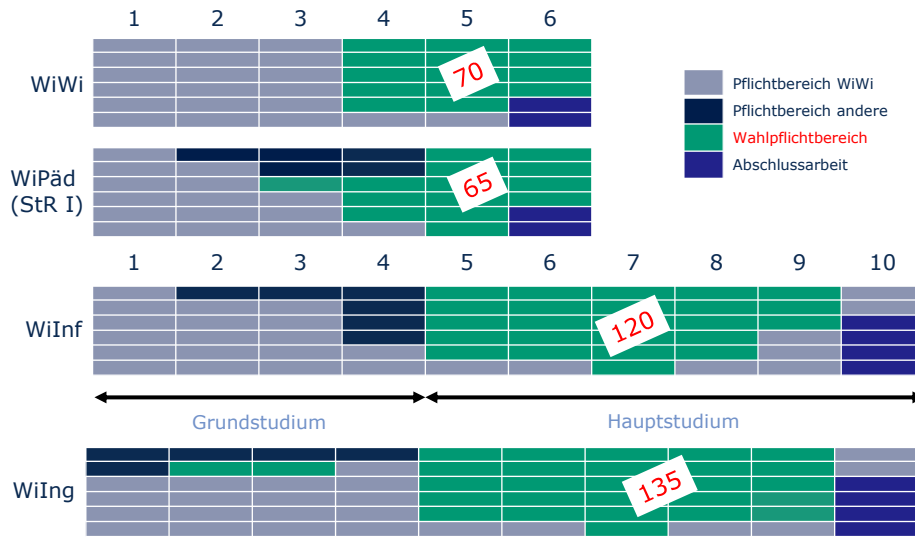 1 2 3 4 5 6
WiWi
70
Pflichtbereich WiWi
Pflichtbereich andere
Wahlpflichtbereich
Abschlussarbeit
WiPäd
(StR I)
65
1 2 3 4 5 6 7 8 9 10
WiInf
120
Grundstudium Hauptstudium
WiIng
135